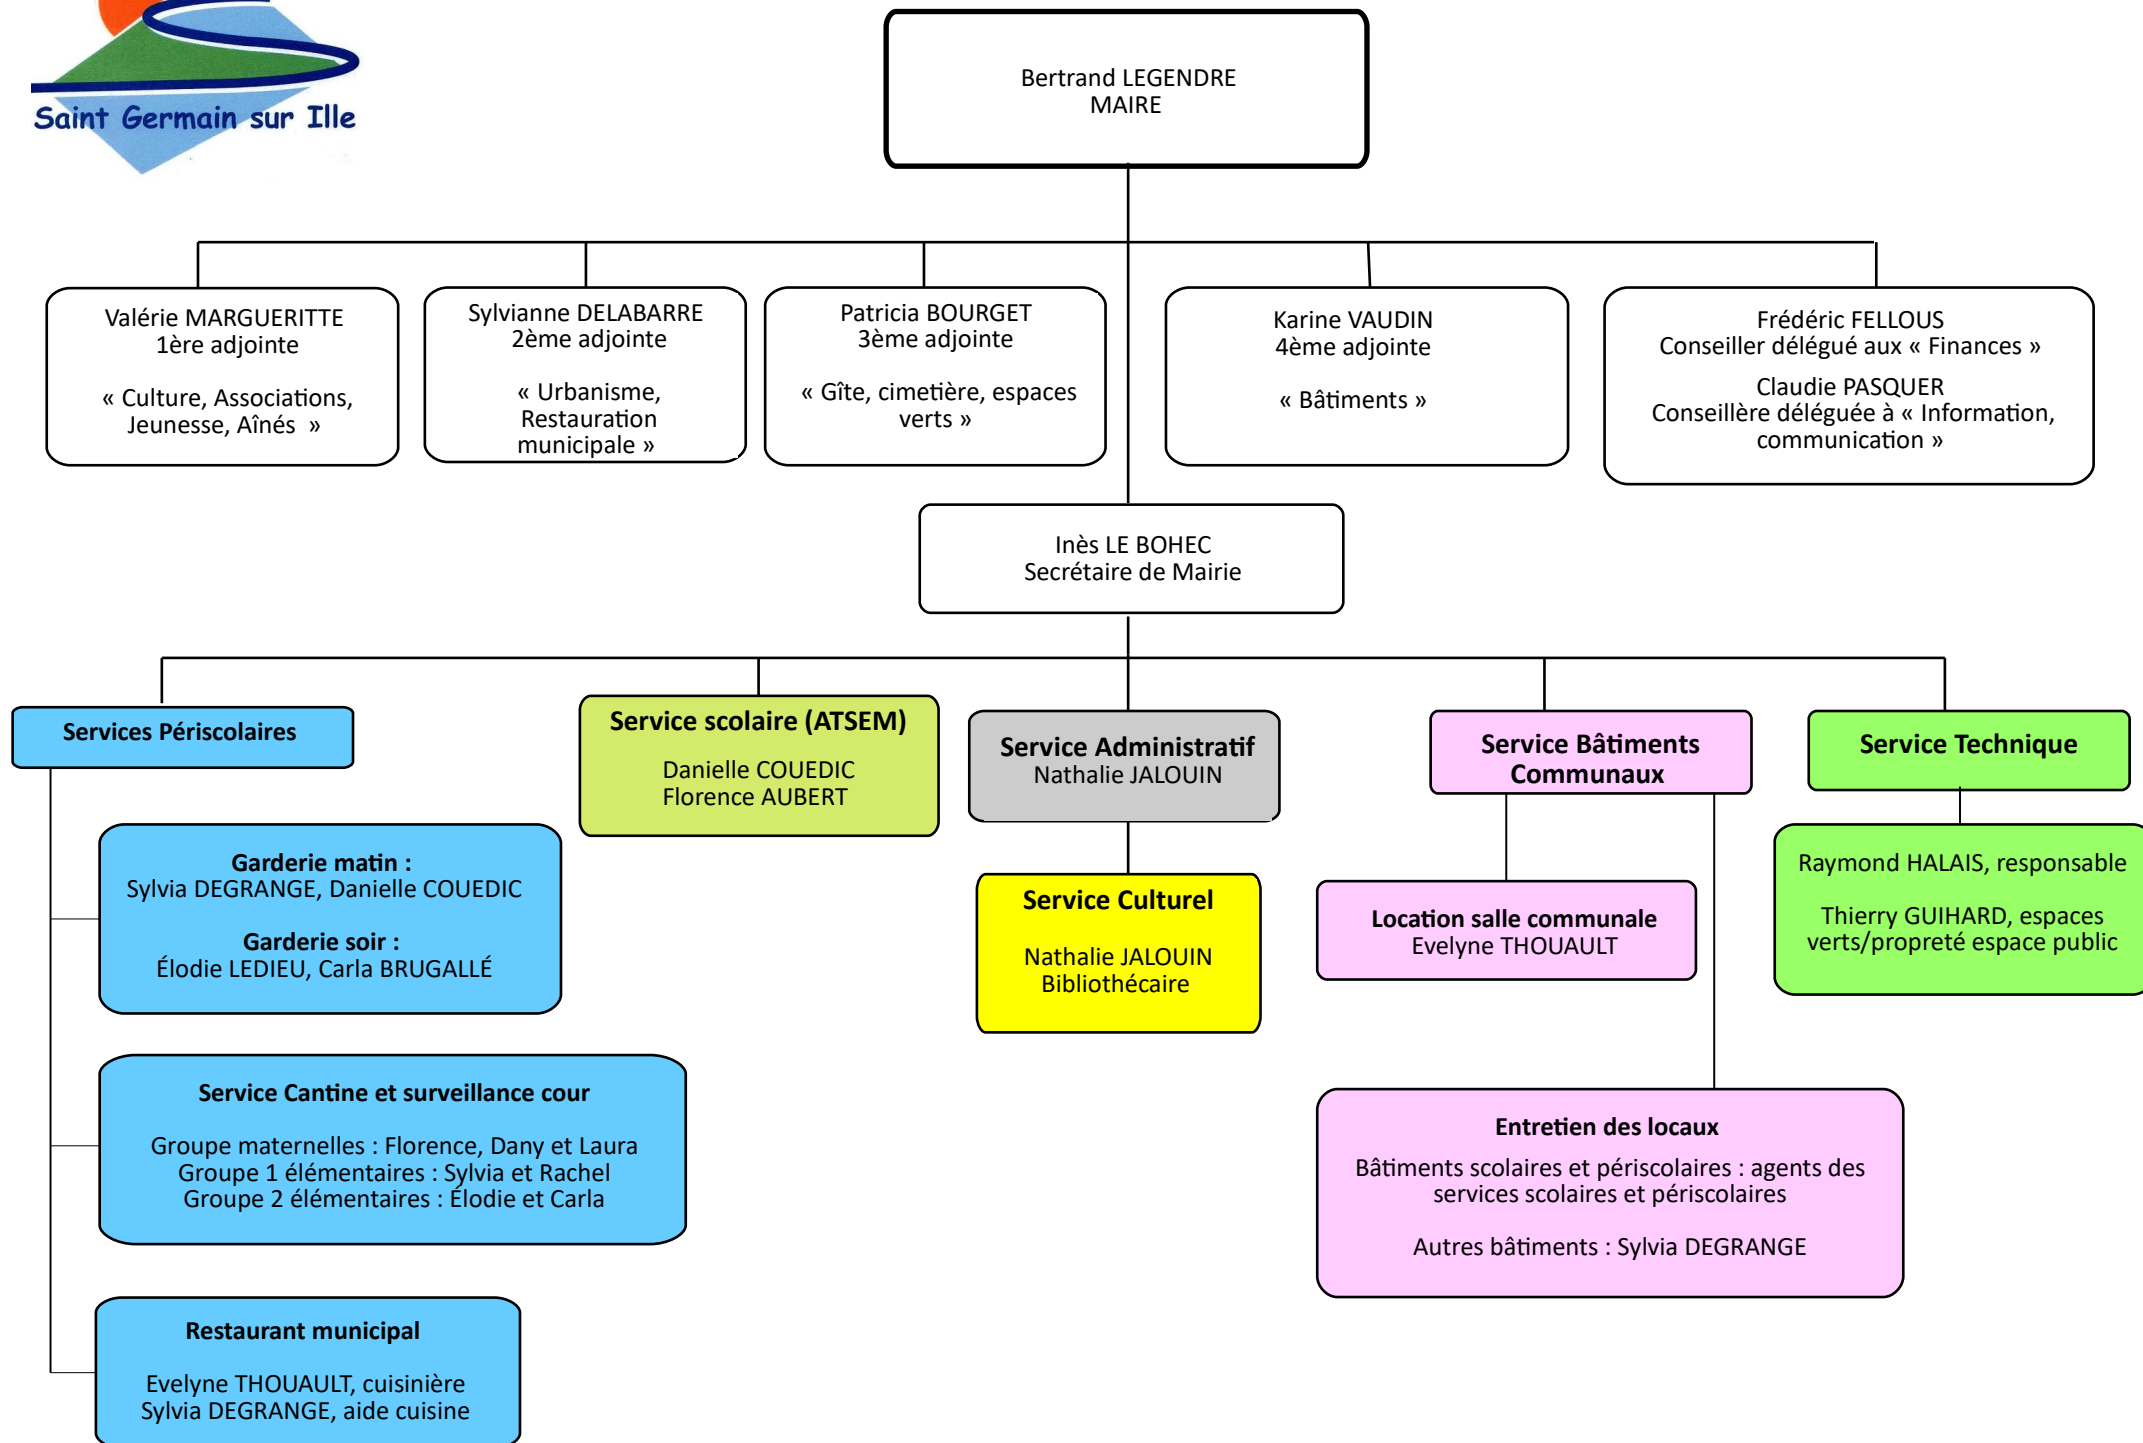 Saint Germain sur Ille
Bertrand LEGENDRE
MAIRE
Valérie MARGUERITTE
1ère adjointe
« Culture, Associations,
Jeunesse, Aînés  »
Sylvianne DELABARRE
2ème adjointe
« Urbanisme,
Restauration
municipale »
Patricia BOURGET
3ème adjointe
« Gîte, cimetière, espaces
verts »
Karine VAUDIN
4ème adjointe
« Bâtiments »
Frédéric FELLOUS
Conseiller délégué aux « Finances »
Claudie PASQUER
Conseillère déléguée à « Information,
communication »
Inès LE BOHEC
Secrétaire de Mairie
Services Périscolaires
Garderie matin :
Sylvia DEGRANGE, Danielle COUEDIC
Garderie soir :
Élodie LEDIEU, Carla BRUGALLÉ
Service Cantine et surveillance cour
Groupe maternelles : Florence, Dany et Laura
Groupe 1 élémentaires : Sylvia et Rachel
Groupe 2 élémentaires : Élodie et Carla
Restaurant municipal
Evelyne THOUAULT, cuisinière
Sylvia DEGRANGE, aide cuisine
Service scolaire (ATSEM)
Danielle COUEDIC
Florence AUBERT
Service Administratif
Nathalie JALOUIN
Service Culturel
Nathalie JALOUIN
Bibliothécaire
Service Bâtiments
Communaux
Location salle communale
Evelyne THOUAULT
Entretien des locaux
Bâtiments scolaires et périscolaires : agents des
services scolaires et périscolaires
Autres bâtiments : Sylvia DEGRANGE
Service Technique
Raymond HALAIS, responsable
Thierry GUIHARD, espaces
verts/propreté espace public